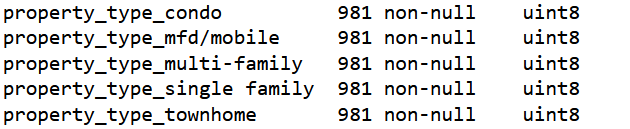 property_type_condo 981 non-null uint8
property_type_mfd/mobile 981 non-null uint8
property_type_multi-family 981 non-null uint8
property_type_single family 981 non-null uint8
property_type_townhome 981 non-null uint8